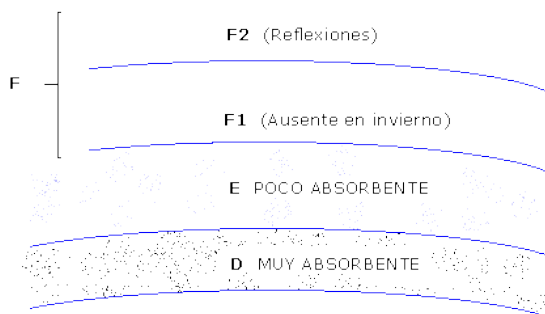 F2 (Reflexiones)
F
F1 (Ausente en invierno)
E POCO ABSORBENTE
D MUY ABSORBENTE